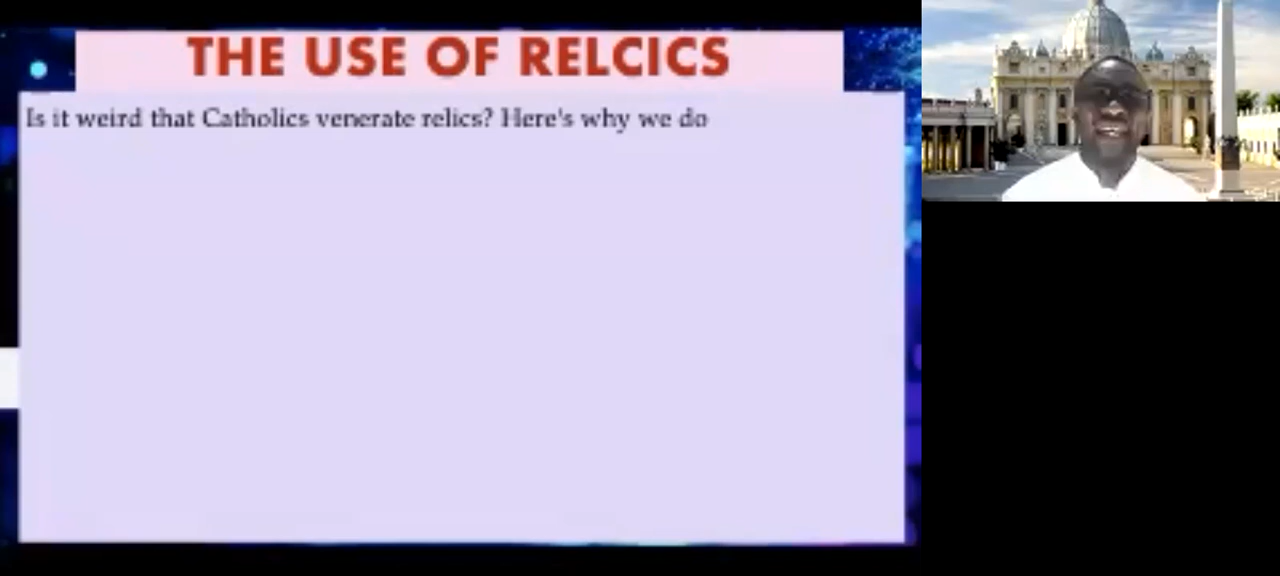 THE USE OF RELCICS
Is it weird that Catholics venerate relics? Here's why we do